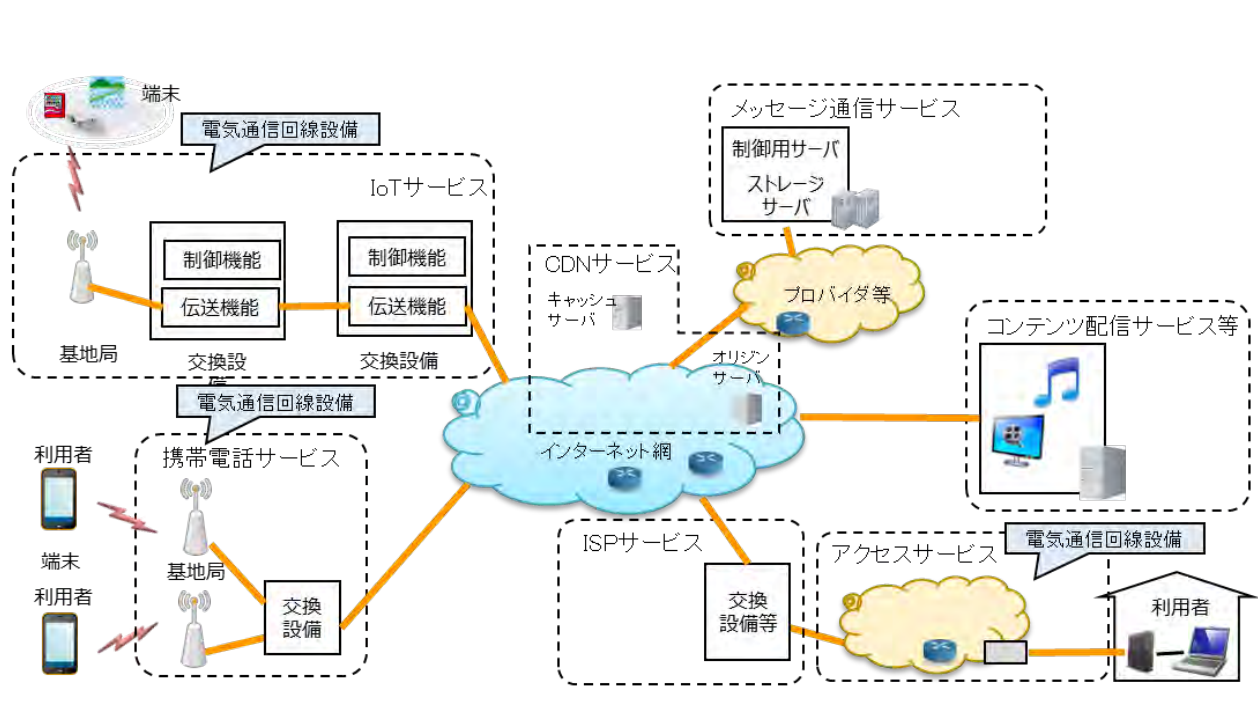 端末
電気通信回線設備
IoTサービス
制御機能
伝送機能
制御機能
伝送機能
基地局
交換設
交換設備
電気通信回線設備
携帯電話サービス
利用者
端末
利用者
基地局
交換
設備
メッセージ通信サービス
制御用サーバ
ストレージ
サーバ
プロバイダ等
CDNサービス
キャッシュ
サーバ
オリジン
サーバ
インターネット網
コンテンツ配信サービス等
ISPサービス
交換
設備等
アクセスサービス
電気通信回線設備
利用者